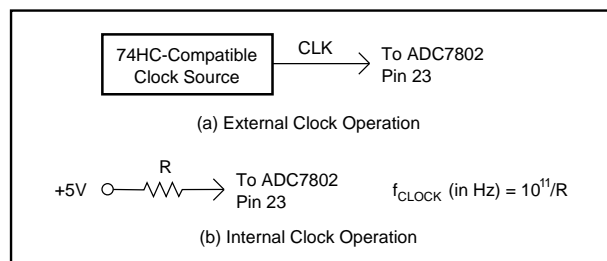 74HC-Compatible
Clock Source
CLK
To ADC7802
Pin 23
(a) External Clock Operation
R
+5V
To ADC7802
Pin 23
f_CLOCK (in Hz) = 10^11/R
(b) Internal Clock Operation